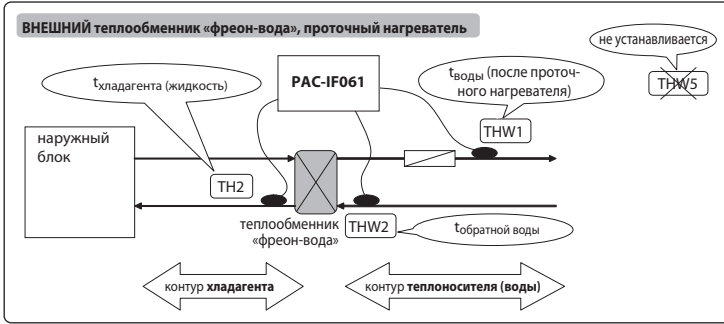 ВНЕШНИЙ теплообменник «фреон-вода», проточный нагреватель
не устанавливается
THW5
tхладагента (жидкость)
PAC-IF061
tводы (после проточ-
ного нагревателя)
THW1
наружный
блок
TH2
теплообменник
«фреон-вода»
THW2
tобратной воды
контур хладагента
контур теплоносителя (воды)